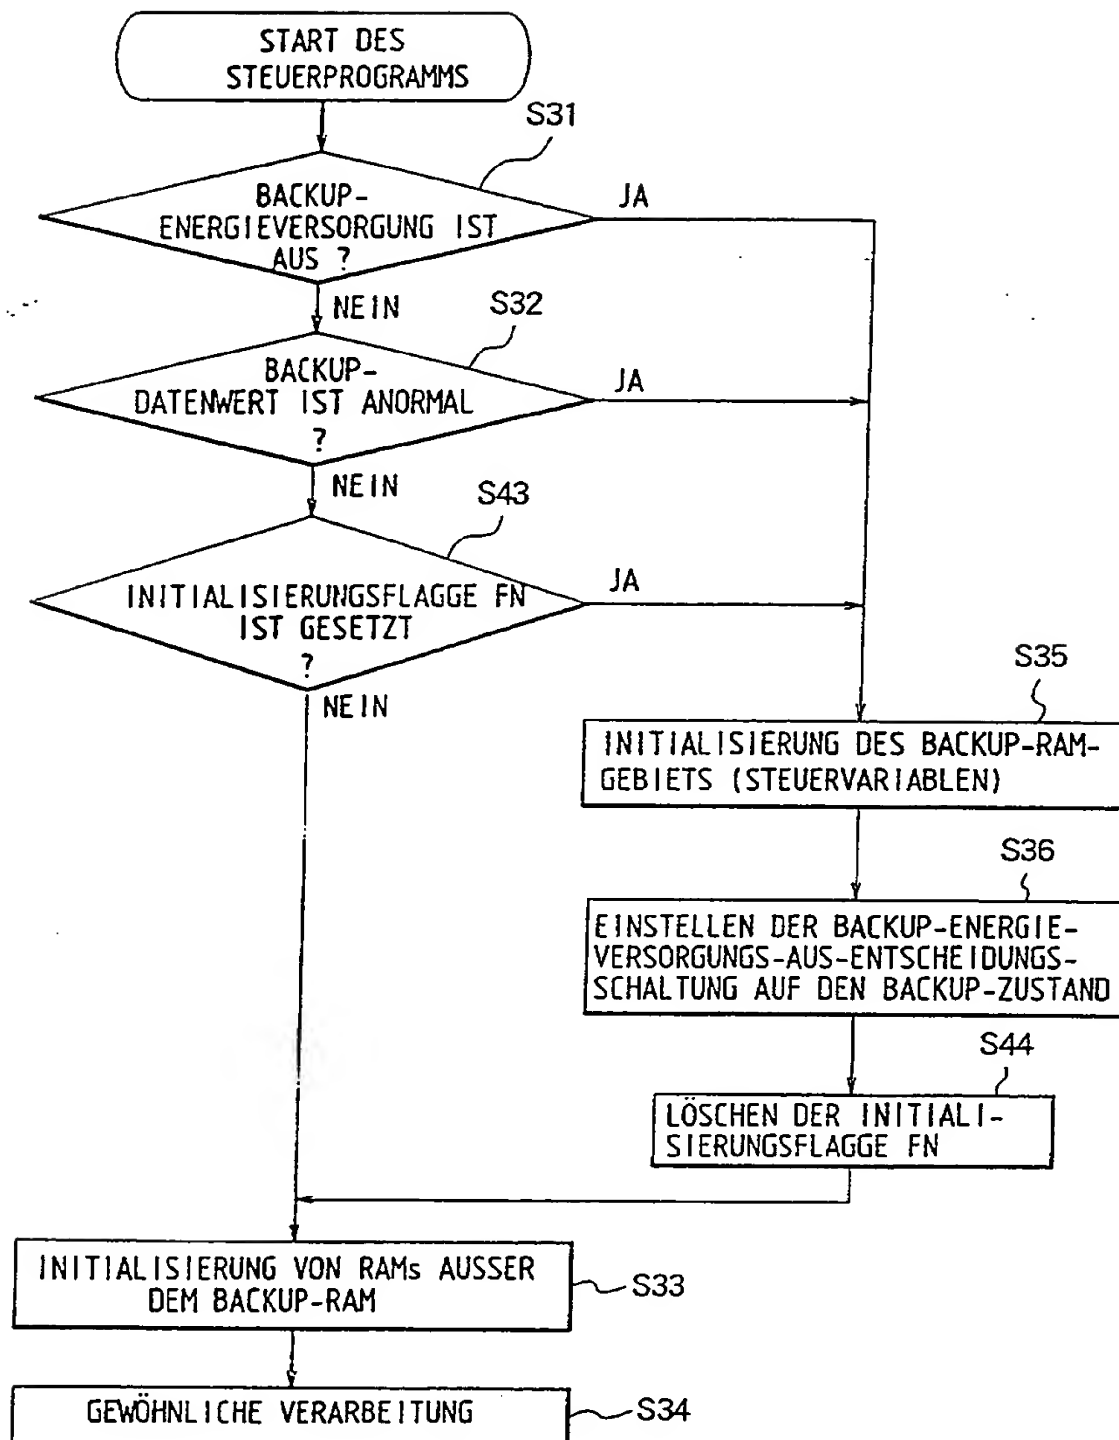 START DES
STEUERPROGRAMMS
S31
BACKUP-
ENERGIEVERSORGUNG IST
AUS ?
JA
NEIN
S32
BACKUP-
DATENWERT IST ANORMAL
?
JA
NEIN
S43
INITIALISIERUNGSFLAGGE FN
IST GESETZT
?
JA
NEIN
S35
INITIALISIERUNG DES BACKUP-RAM-
GEBIETS (STEUERVARIABLEN)
S36
EINSTELLEN DER BACKUP-ENERGIE-
VERSORGUNGS-AUS-ENTSCHEIDUNGS-
SCHALTUNG AUF DEN BACKUP-ZUSTAND
S44
LÖSCHEN DER INITIALI-
SIERUNGSFLAGGE FN
INITIALISIERUNG VON RAMs AUSSER
DEM BACKUP-RAM
S33
GEWÖHNLICHE VERARBEITUNG
S34